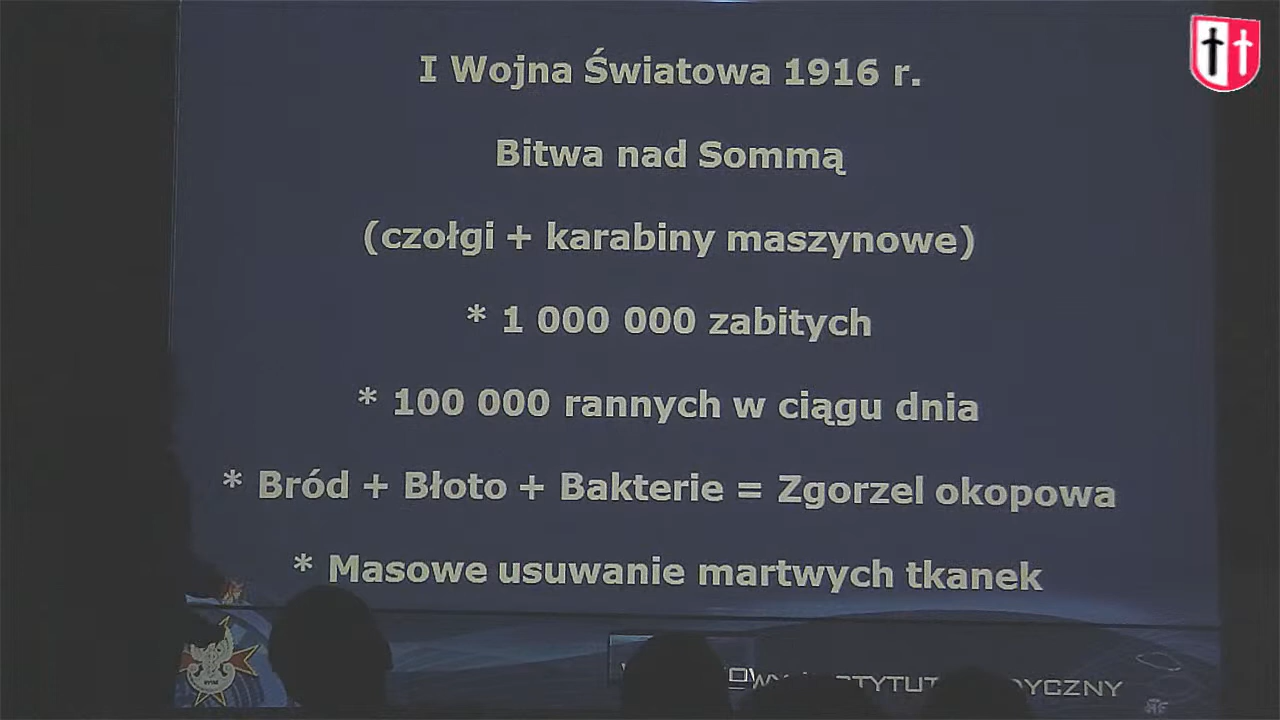 I Wojna Światowa 1916 r.
Bitwa nad Sommą
(czołgi + karabiny maszynowe)
* 1 000 000 zabitych
* 100 000 rannych w ciągu dnia
* Bród + Błoto + Bakterie = Zgorzel okopowa
* Masowe usuwanie martwych tkanek